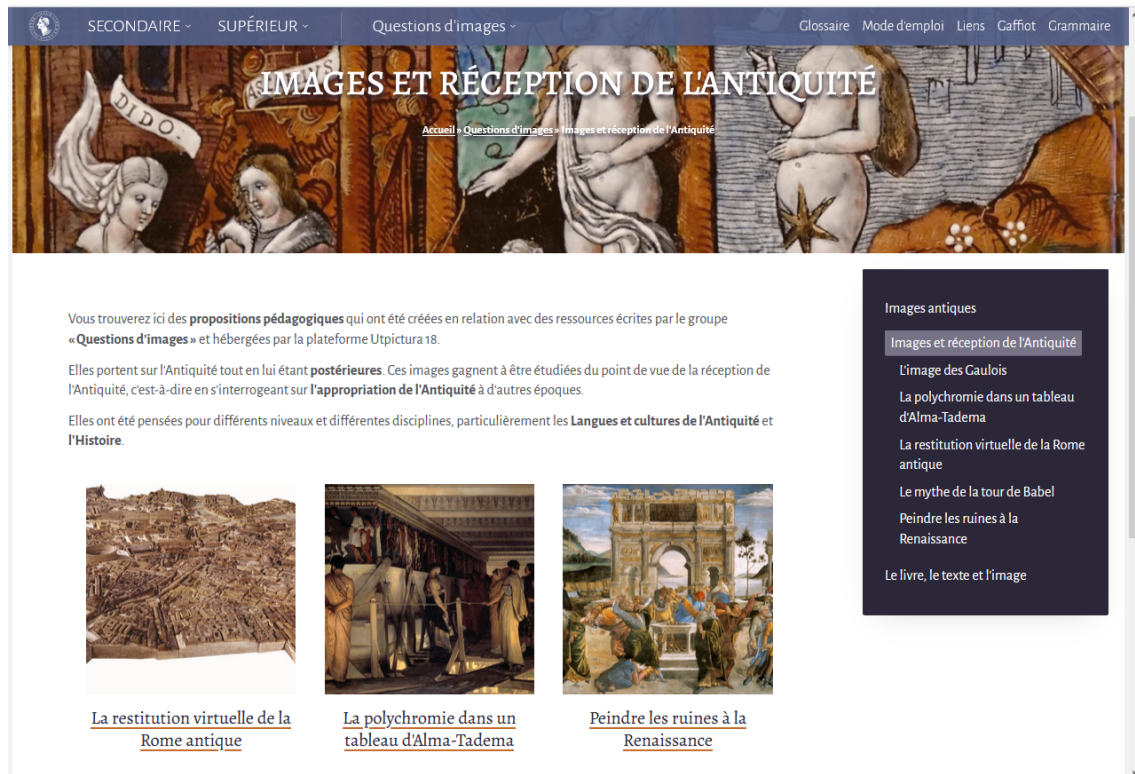 SECONDAIRE SUPÉRIEUR Questions d'images Glossaire Mode d'emploi Liens Gaffiot Grammaire
IMAGES ET RÉCEPTION DE L'ANTIQUITÉ
Accueil » Questions d'images » Images et réception de l'Antiquité
DIDO.
Vous trouverez ici des propositions pédagogiques qui ont été créées en relation avec des ressources écrites par le groupe
« Questions d'images » et hébergées par la plateforme Utpictura 18.
Elles portent sur l'Antiquité tout en lui étant postérieures. Ces images gagnent à être étudiées du point de vue de la réception de
l'Antiquité, c'est-à-dire en s'interrogeant sur l'appropriation de l'Antiquité à d'autres époques.
Elles ont été pensées pour différents niveaux et différentes disciplines, particulièrement les Langues et cultures de l'Antiquité et
l'Histoire.
La restitution virtuelle de la
Rome antique
La polychromie dans un
tableau d'Alma-Tadema
Peindre les ruines à la
Renaissance
Images antiques
Images et réception de l'Antiquité
L'image des Gaulois
La polychromie dans un tableau
d'Alma-Tadema
La restitution virtuelle de la Rome
antique
Le mythe de la tour de Babel
Peindre les ruines à la
Renaissance
Le livre, le texte et l'image